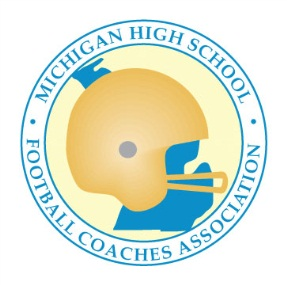 MICHIGAN HIGH SCHOOL
FOOTBALL COACHES ASSOCIATION